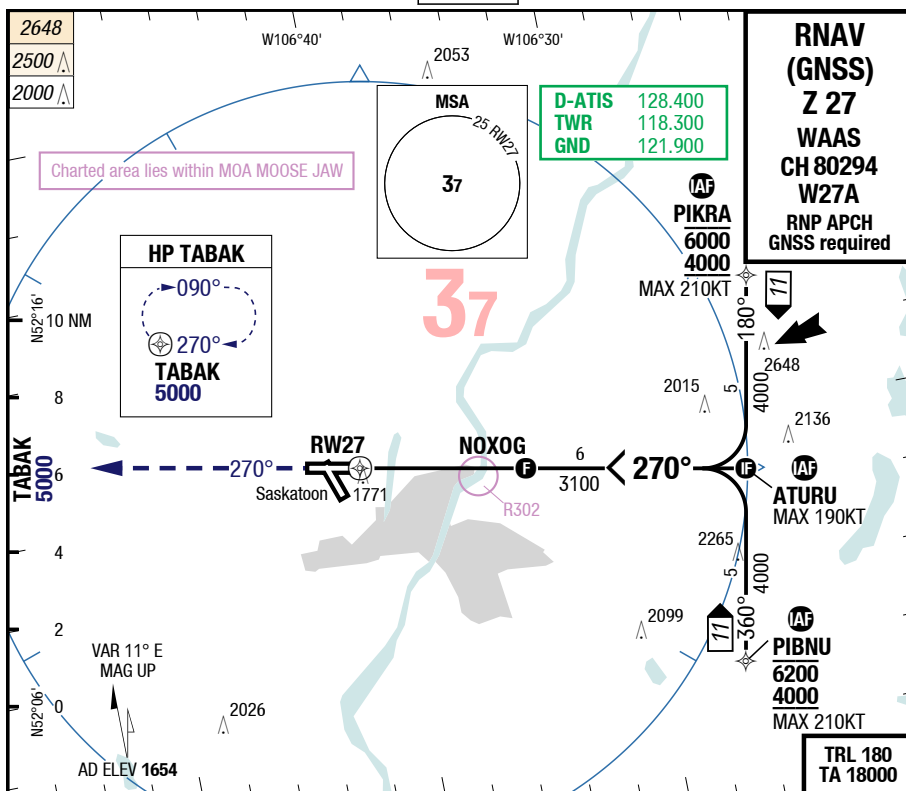 2648
2500
2000
W106°40'
W106°30'
2053
MSA
25 RW27
37
D-ATIS 128.400
TWR 118.300
GND 121.900
RNAV
(GNSS)
Z 27
WAAS
CH 80294
W27A
RNP APCH
GNSS required
Charted area lies within MOA MOOSE JAW
IAF
PIKRA
6000
4000
MAX 210KT
HP TABAK
090°
270°
TABAK
5000
37
N52°16'
10 NM
8
6
4
2
0
N52°06'
11
180°
5
4000
2648
2015
2136
TABAK
5000
270°
RW27
1771
Saskatoon
NOXOG
F
R302
6
3100
270°
IF
IAF
ATURU
MAX 190KT
2265
5
4000
360°
11
2099
IAF
PIBNU
6200
4000
MAX 210KT
VAR 11° E
MAG UP
2026
AD ELEV 1654
TRL 180
TA 18000